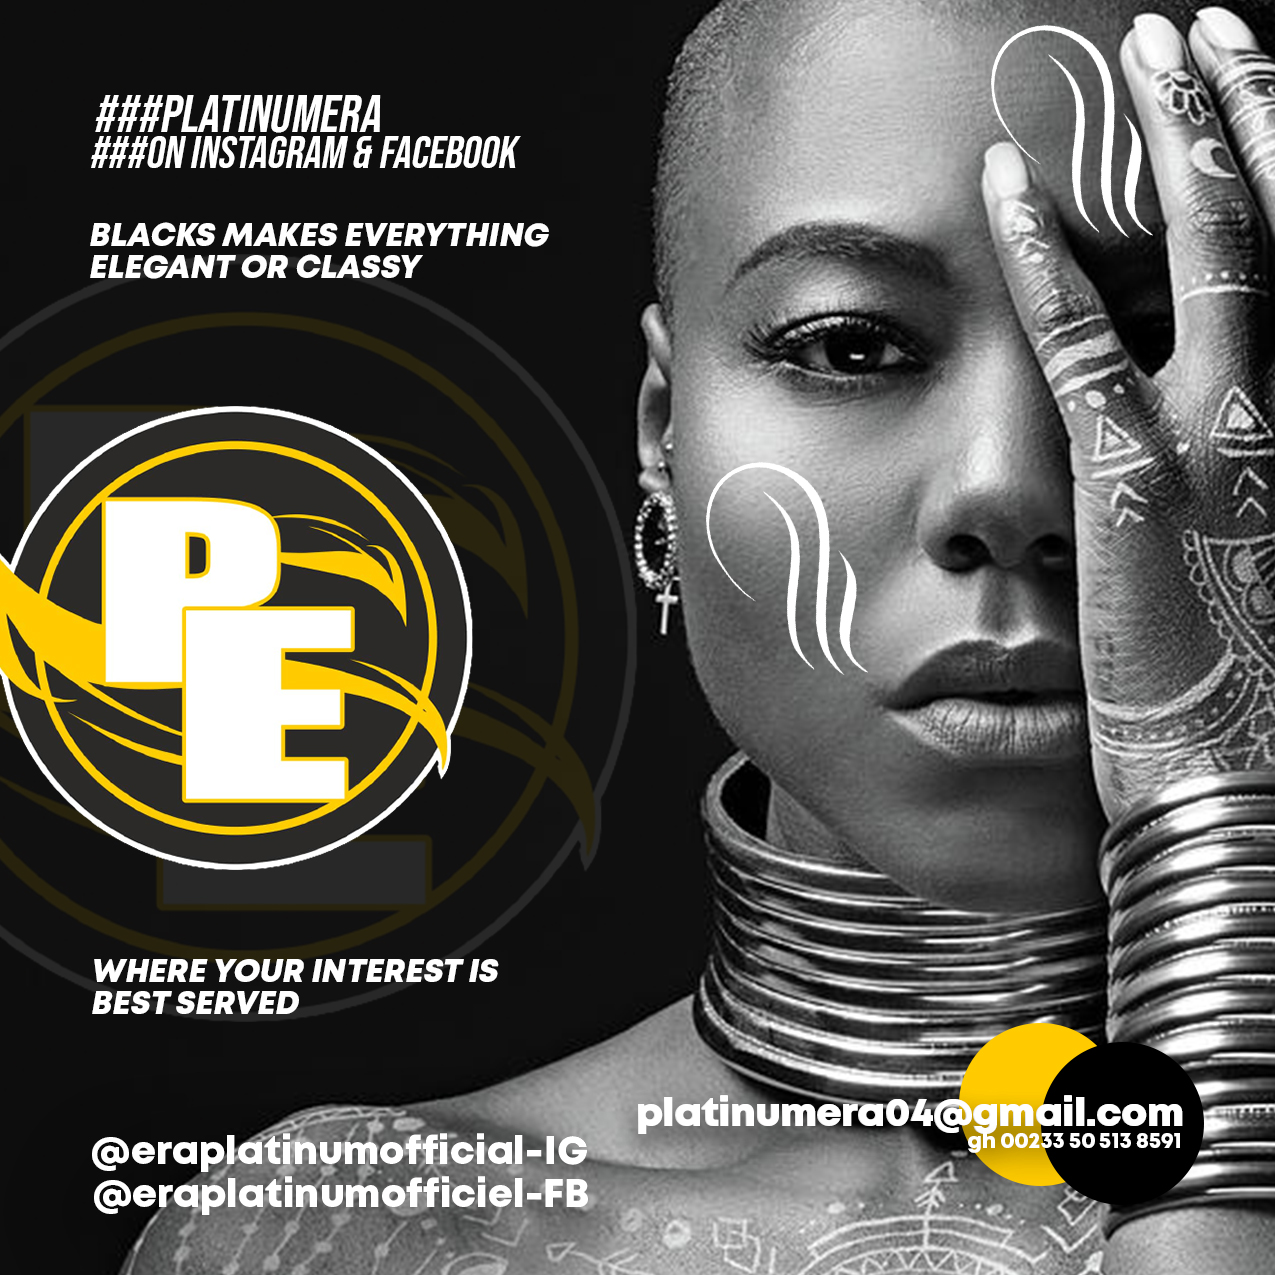 ###PLATINUMERA
###ON INSTAGRAM & FACEBOOK
BLACKS MAKES EVERYTHING
ELEGANT OR CLASSY
PE
WHERE YOUR INTEREST IS
BEST SERVED
platinumera04@gmail.com
gh 00233 50 513 8591
@eraplatinumofficial-IG
@eraplatinumofficiel-FB